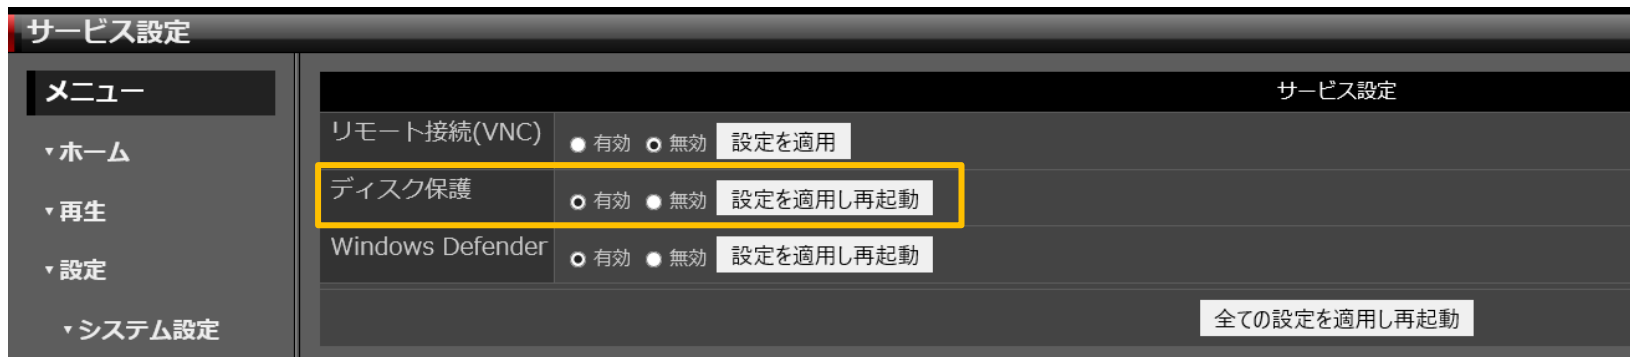 サービス設定
メニュー
▾ホーム
▾再生
▾設定
▾システム設定
サービス設定
リモート接続(VNC) 有効 無効 設定を適用
ディスク保護 有効 無効 設定を適用し再起動
Windows Defender 有効 無効 設定を適用し再起動
全ての設定を適用し再起動